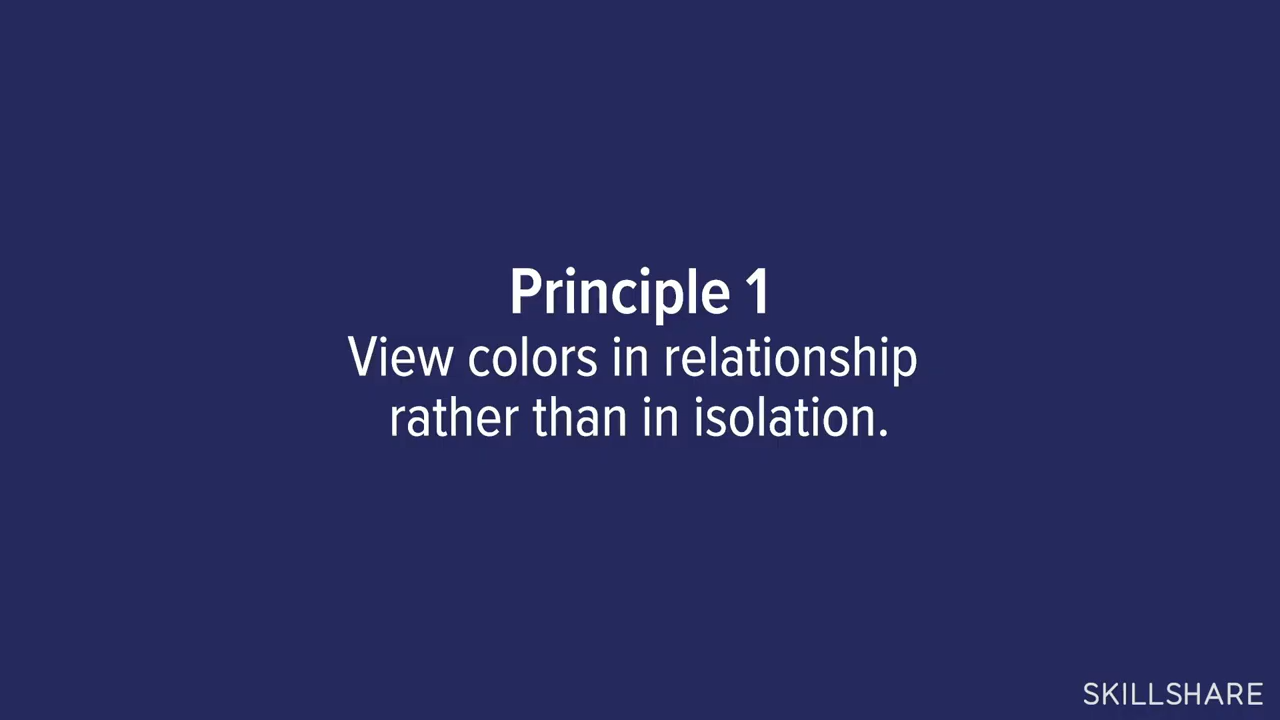 Principle 1
View colors in relationship
rather than in isolation.
SKILLSHARE